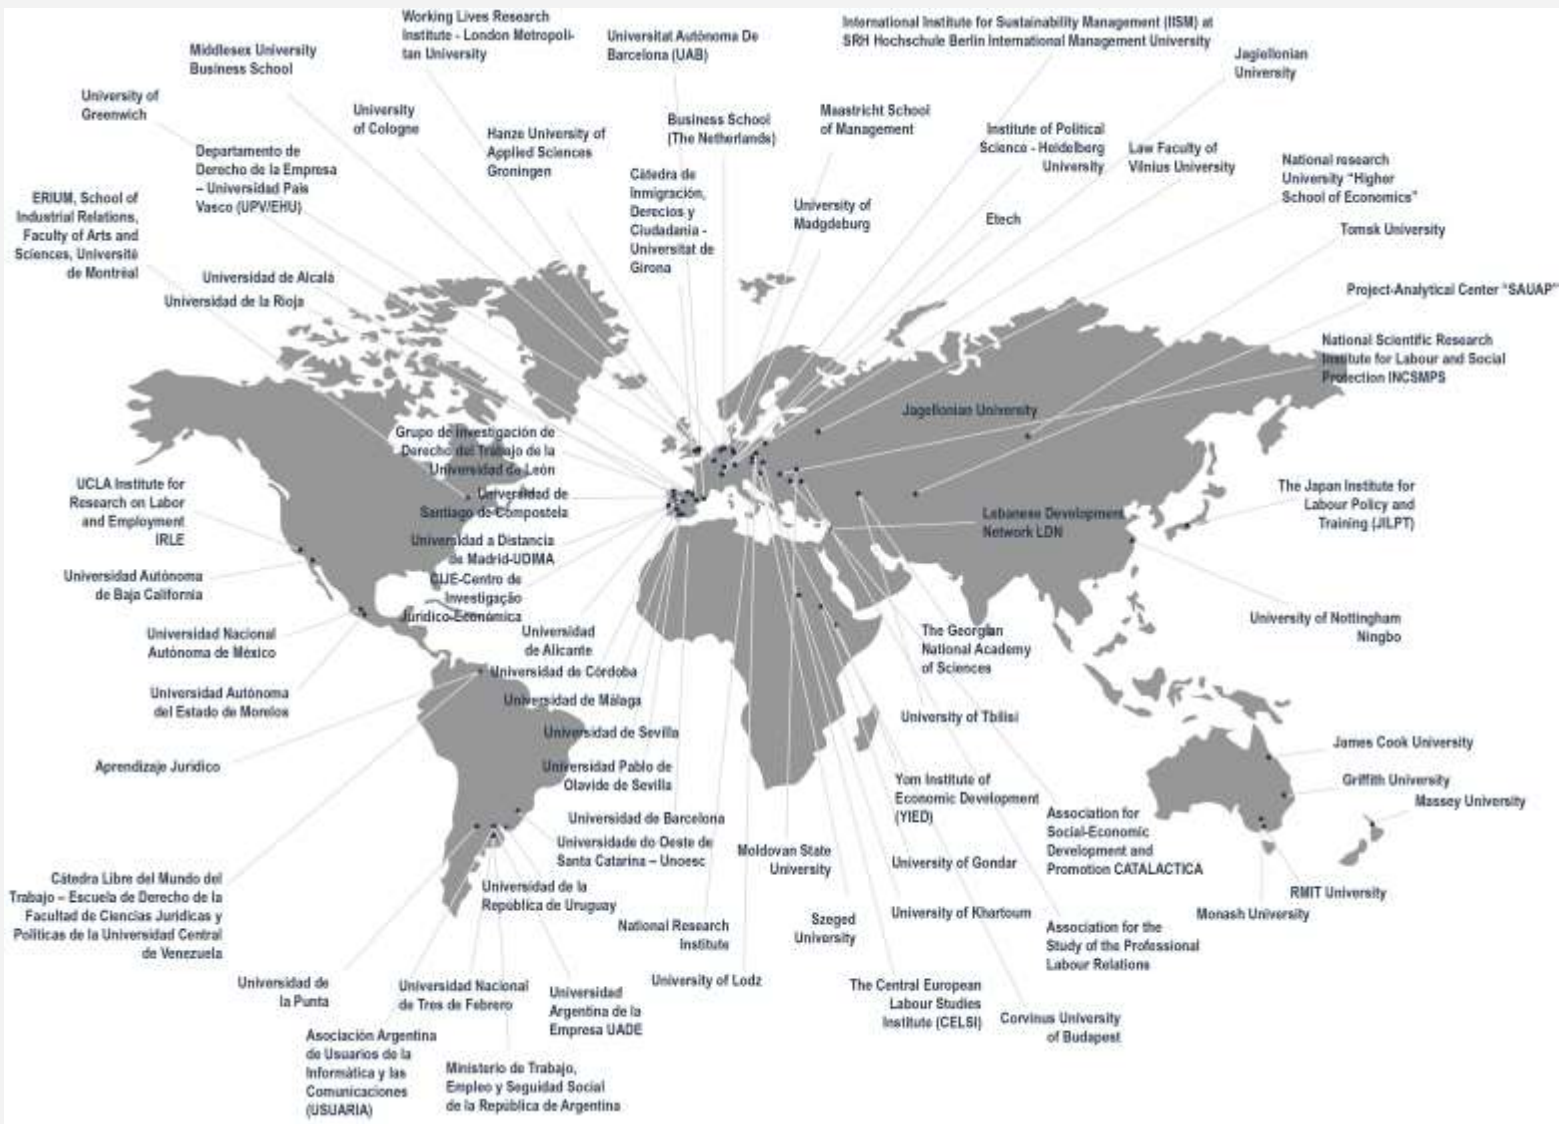 Working Lives Research
Institute - London Metropoli-
tan University
Universitat Autònoma De
Barcelona (UAB)
International Institute for Sustainability Management (IISM) at
SRH Hochschule Berlin International Management University
Middlesex University
Business School
Jagiellonian
University
University of
Greenwich
University
of Cologne
Hanze University of
Applied Sciences
Groningen
Business School
(The Netherlands)
Maastricht School
of Management
Institute of Political
Science - Heidelberg
University
Law Faculty of
Vilnius University
National research
University “Higher
School of Economics”
Departamento de
Derecho de la Empresa
– Universidad Pais
Vasco (UPV/EHU)
Cátedra de
Inmigración,
Derecios y
Ciudadania -
Universitat de
Girona
University of
Madgdeburg
Etech
Tomsk University
ERIUM, School of
Industrial Relations,
Faculty of Arts and
Sciences, Université
de Montréal
Universidad de Alcalá
Universidad de la Rioja
Project-Analytical Center “SAUAP”
National Scientific Research
Institute for Labour and Social
Protection INCSMPS
Jagellonian University
Grupo de Investigación de
Derecho del Trabajo de la
Universidad de León
Universidad de
Santiago de Compostela
UCLA Institute for
Research on Labor
and Employment
IRLE
The Japan Institute for
Labour Policy and
Training (JILPT)
Lebanese Development
Network LDN
Universidad a Distancia
de Madrid-UDIMA
CIJE-Centro de
Investigação
Jurídico-Económica
Universidad Autónoma
de Baja California
University of Nottingham
Ningbo
Universidad Nacional
Autónoma de México
Universidad
de Alicante
The Georgian
National Academy
of Sciences
Universidad de Córdoba
Universidad Autónoma
del Estado de Morelos
Universidad de Málaga
University of Tbilisi
Universidad de Sevilla
James Cook University
Aprendizaje Jurídico
Universidad Pablo de
Olavide de Sevilla
Yom Institute of
Economic Development
(YIED)
Griffith University
Massey University
Universidad de Barcelona
Association for
Social-Economic
Development and
Promotion CATALACTICA
Universidade do Oeste de
Santa Catarina – Unoesc
Moldovan State
University
University of Gondar
Cátedra Libre del Mundo del
Trabajo – Escuela de Derecho de la
Facultad de Ciencias Jurídicas y
Políticas de la Universidad Central
de Venezuela
Universidad de la
República de Uruguay
RMIT University
Monash University
National Research
Institute
Szeged
University
University of Khartoum
Association for the
Study of the Professional
Labour Relations
Universidad de
la Punta
Universidad Nacional
de Tres de Febrero
Universidad
Argentina de la
Empresa UADE
University of Lodz
The Central European
Labour Studies
Institute (CELSI)
Corvinus University
of Budapest
Asociación Argentina
de Usuarios de la
Informática y las
Comunicaciones
(USUARIA)
Ministerio de Trabajo,
Empleo y Seguidad Social
de la República de Argentina